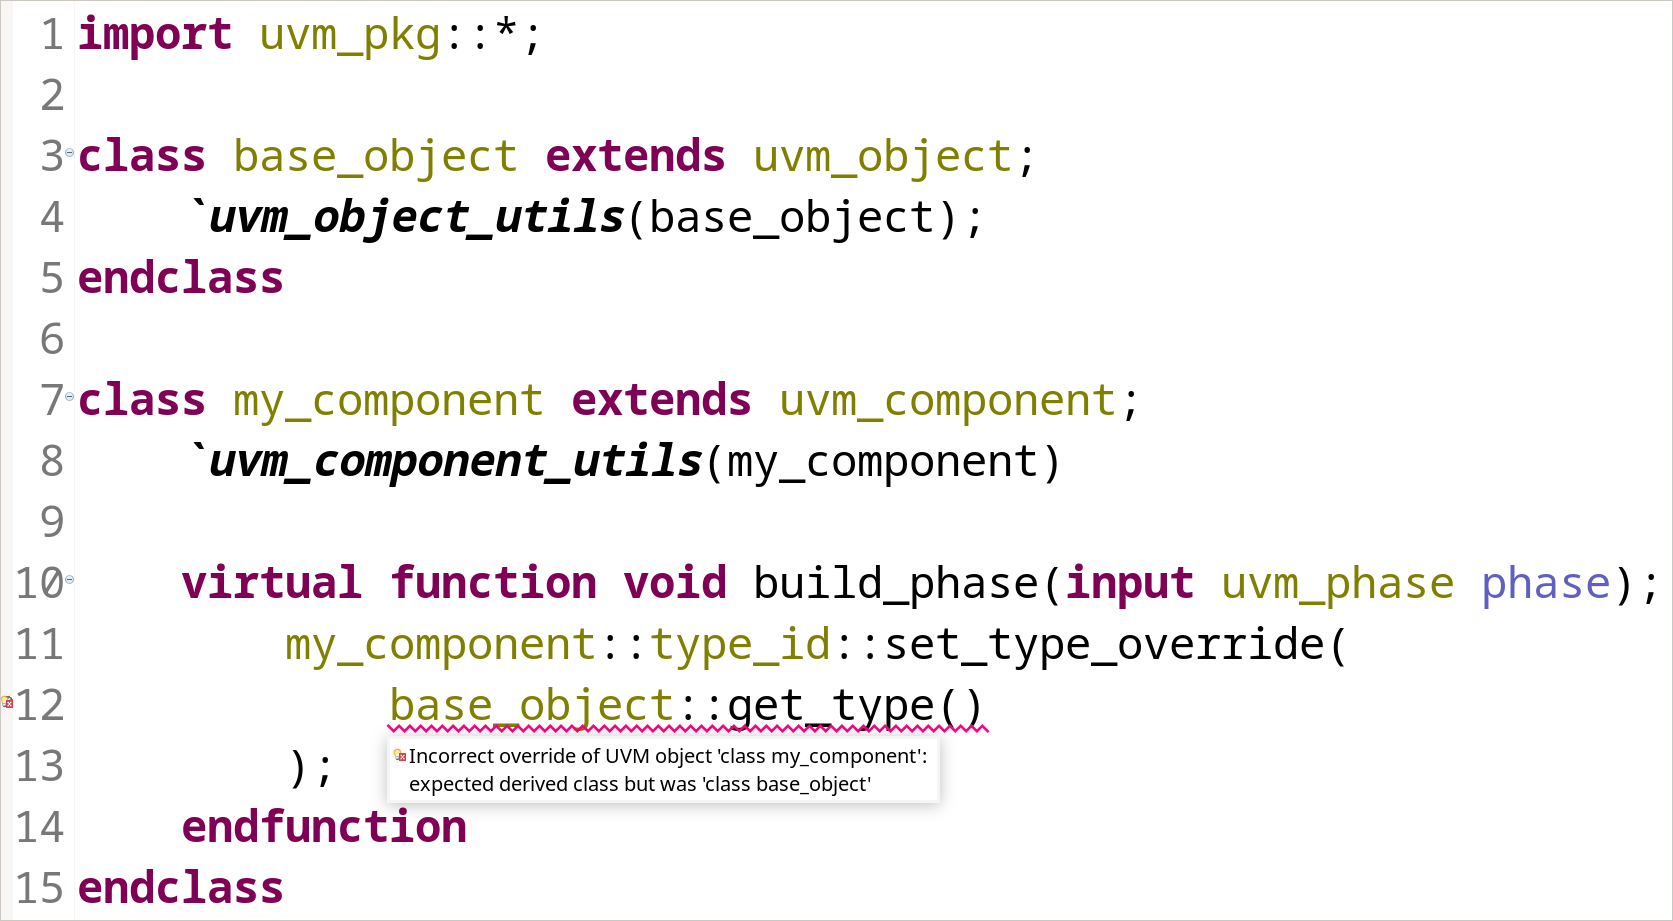 1 import uvm_pkg::*;
2
3 class base_object extends uvm_object;
4     `uvm_object_utils(base_object);
5 endclass
6
7 class my_component extends uvm_component;
8     `uvm_component_utils(my_component)
9
10     virtual function void build_phase(input uvm_phase phase);
11         my_component::type_id::set_type_override(
12             base_object::get_type()
13         );
Incorrect override of UVM object 'class my_component':
expected derived class but was 'class base_object'
14     endfunction
15 endclass